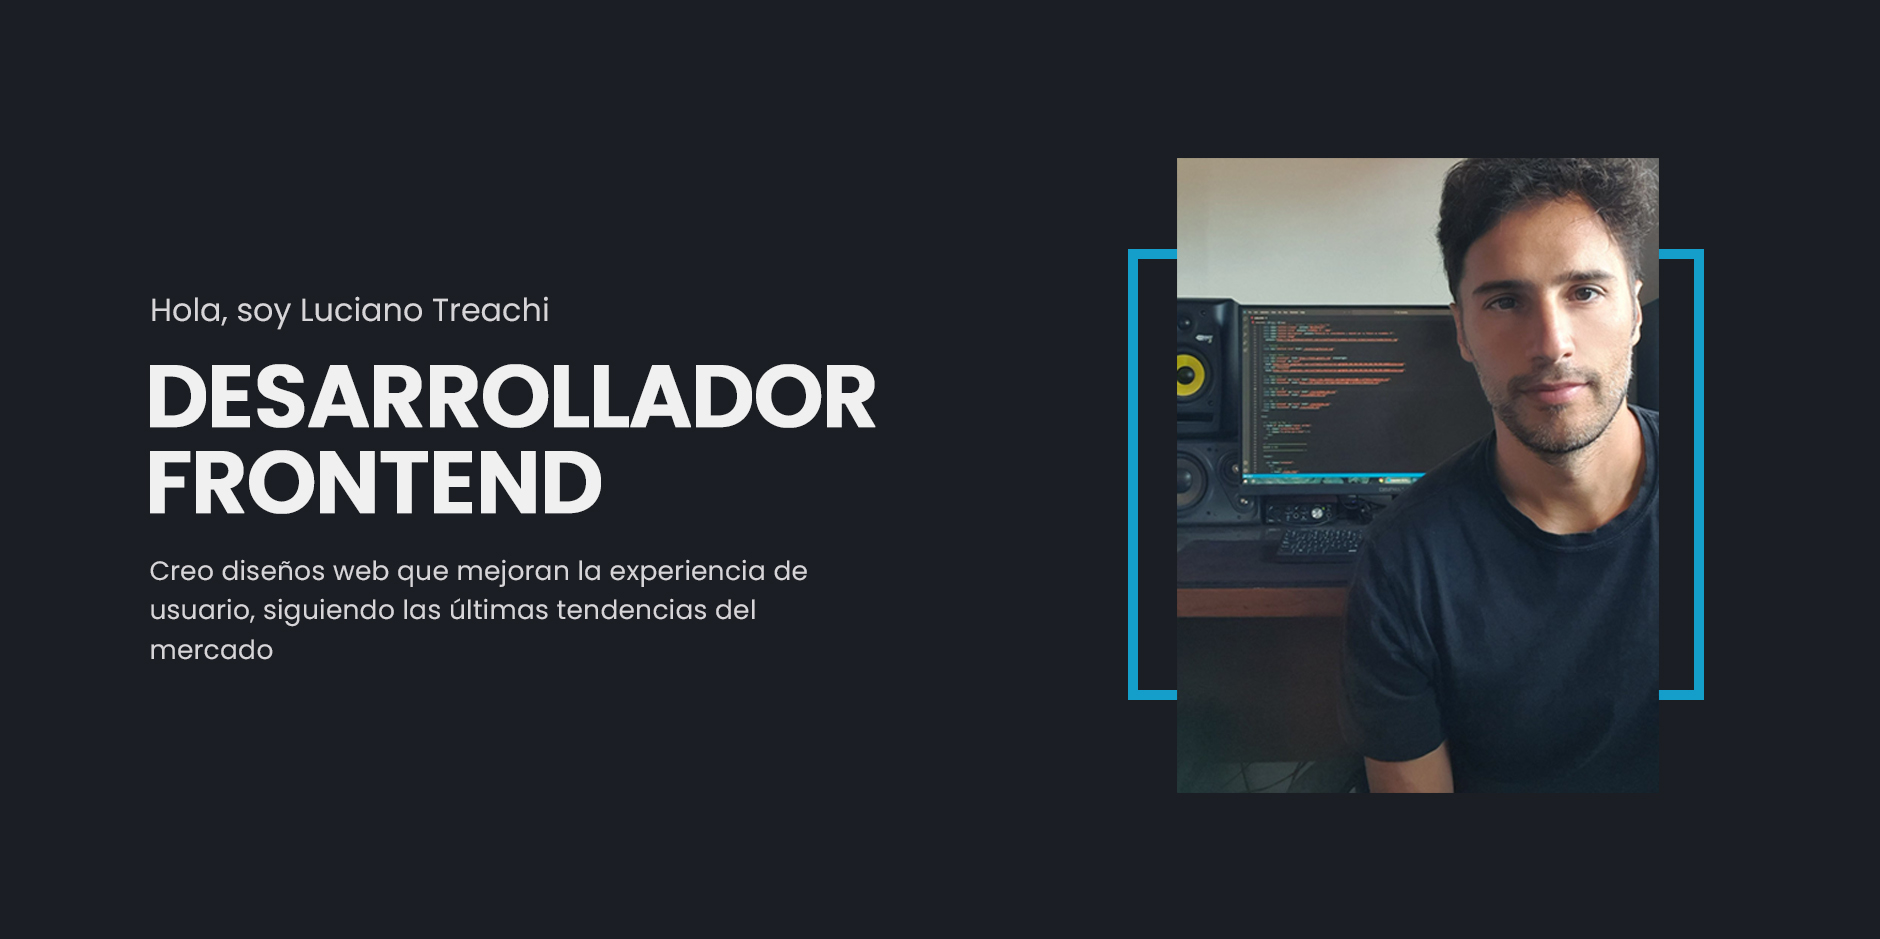 Hola, soy Luciano Treachi
DESARROLLADOR
FRONTEND
Creo diseños web que mejoran la experiencia de
usuario, siguiendo las últimas tendencias del
mercado